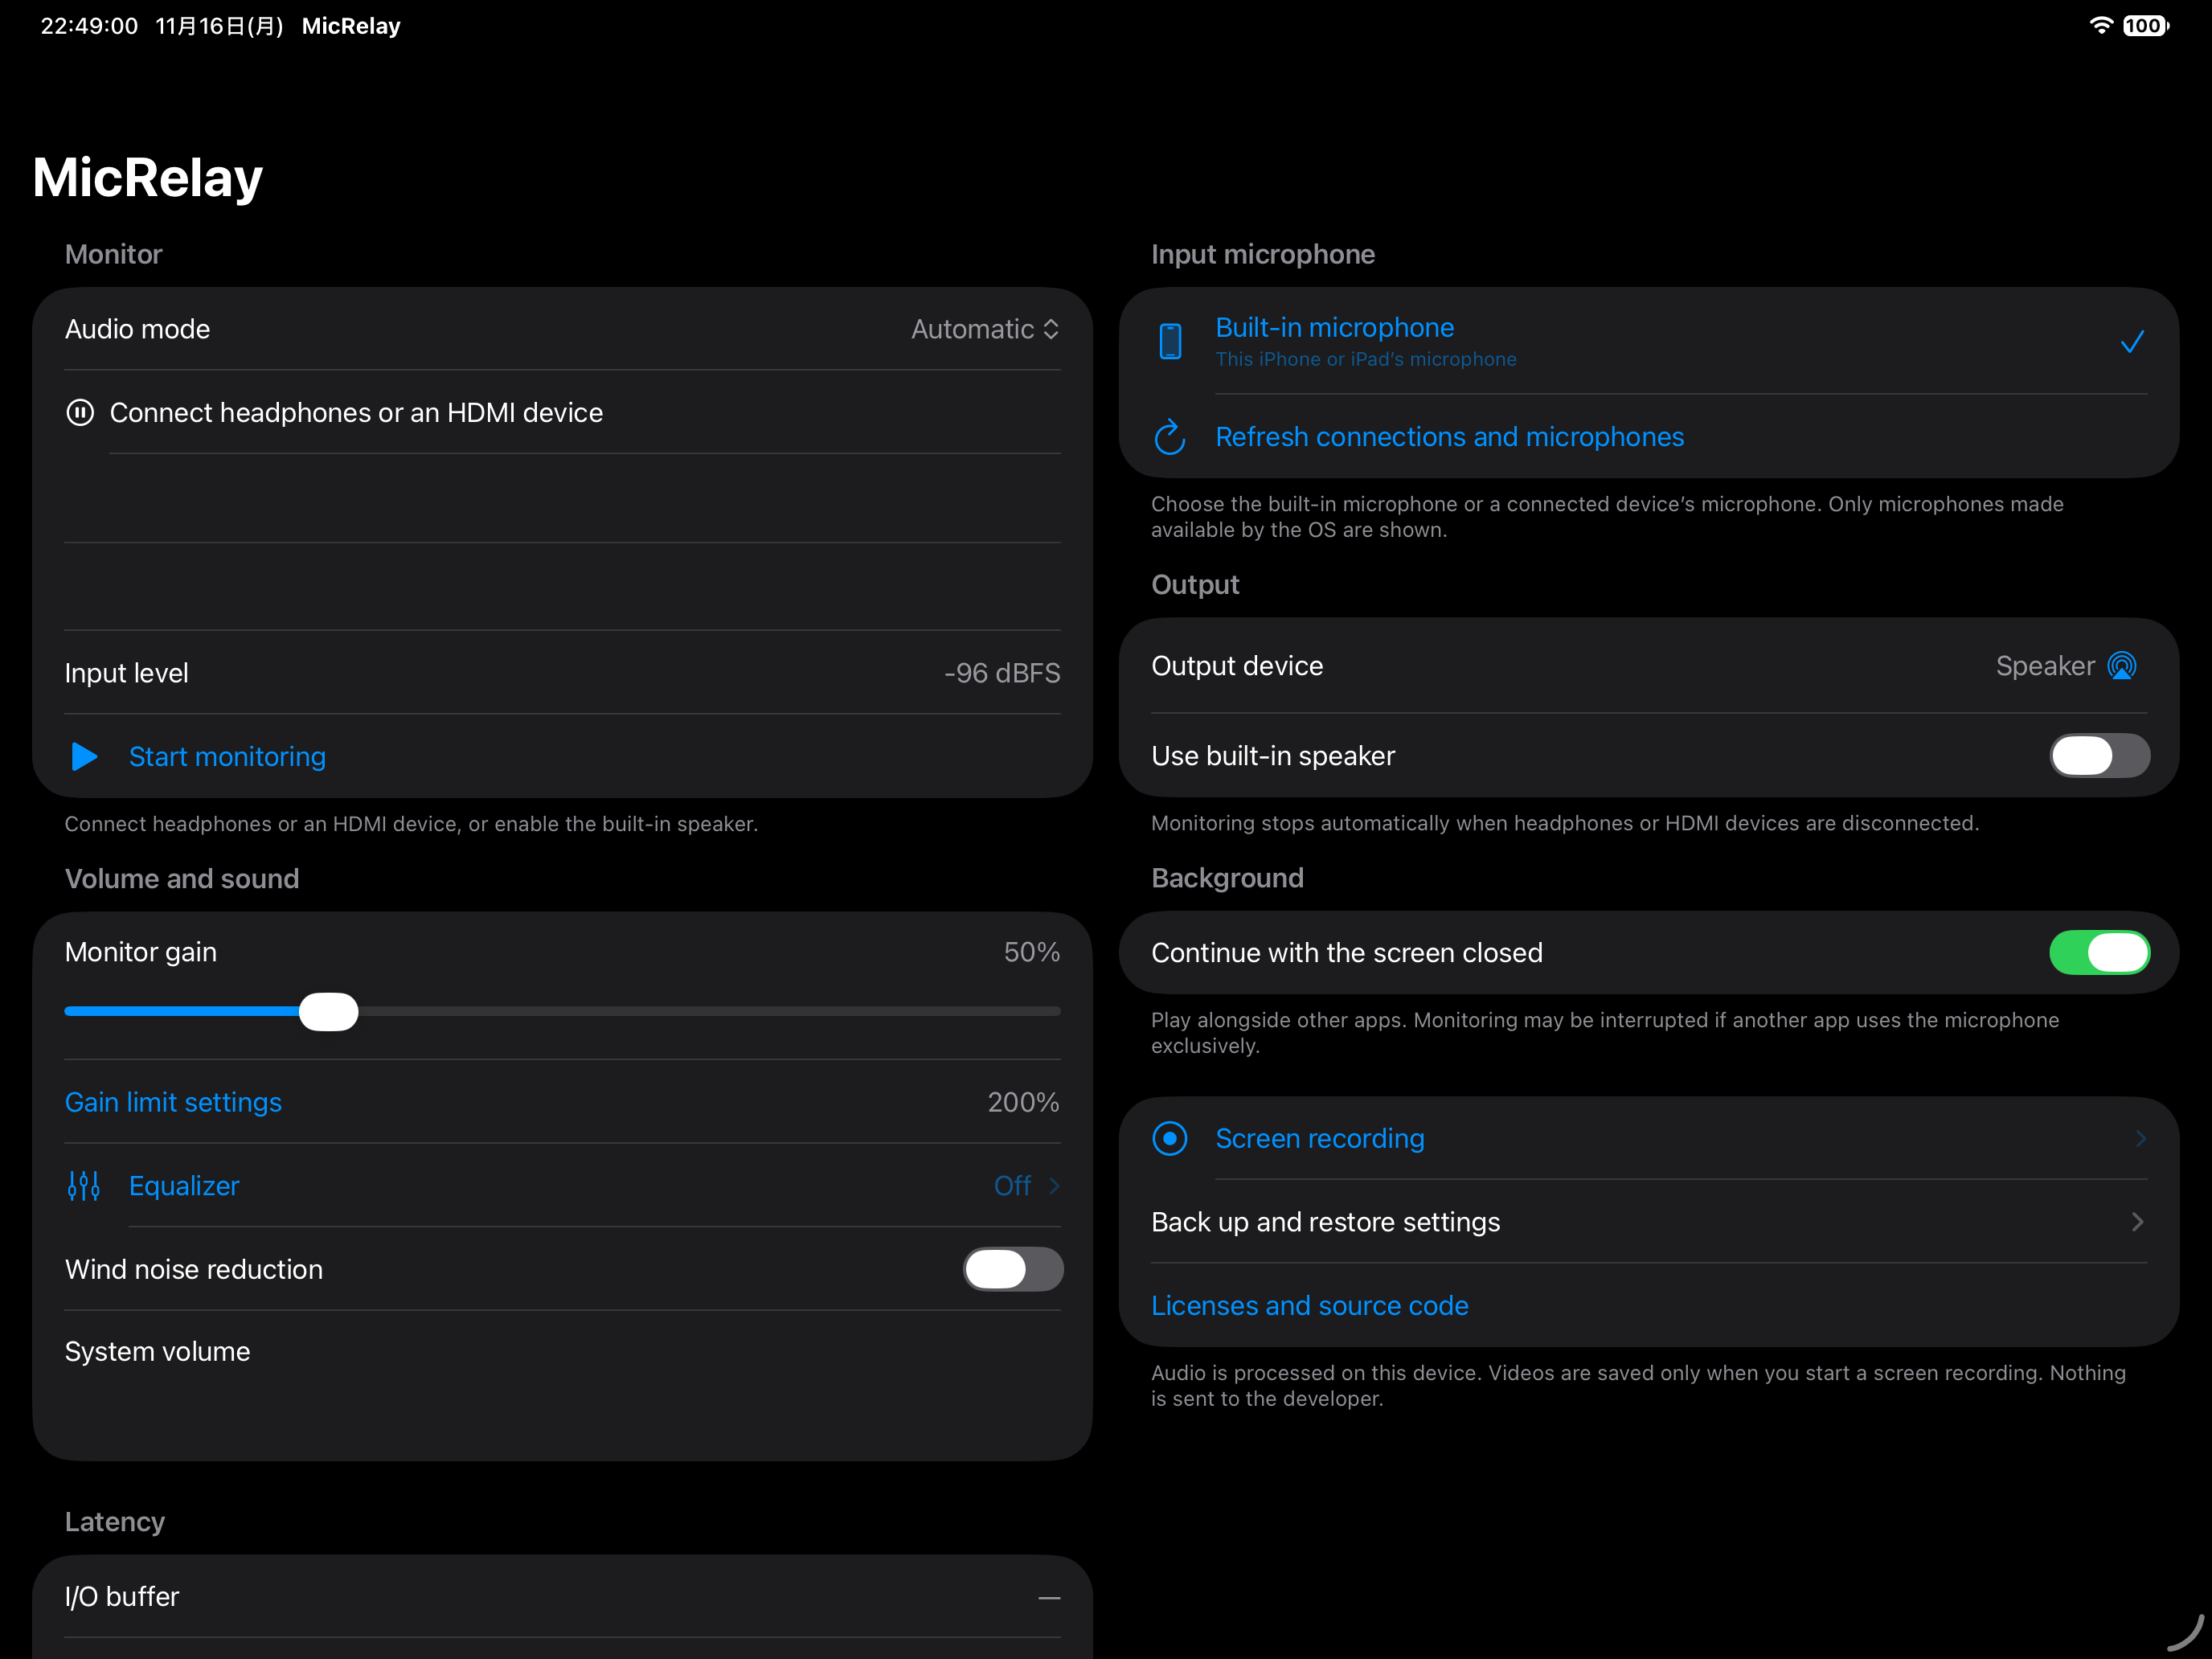 22:49:00 11月16日(月) MicRelay
100
MicRelay
Monitor
Audio mode
Automatic
Connect headphones or an HDMI device
Input level
-96 dBFS
Start monitoring
Connect headphones or an HDMI device, or enable the built-in speaker.
Volume and sound
Monitor gain
50%
Gain limit settings
200%
Equalizer
Off
Wind noise reduction
System volume
Latency
I/O buffer
—
Input microphone
Built-in microphone
This iPhone or iPad’s microphone
Refresh connections and microphones
Choose the built-in microphone or a connected device’s microphone. Only microphones made
available by the OS are shown.
Output
Output device
Speaker
Use built-in speaker
Monitoring stops automatically when headphones or HDMI devices are disconnected.
Background
Continue with the screen closed
Play alongside other apps. Monitoring may be interrupted if another app uses the microphone
exclusively.
Screen recording
Back up and restore settings
Licenses and source code
Audio is processed on this device. Videos are saved only when you start a screen recording. Nothing
is sent to the developer.